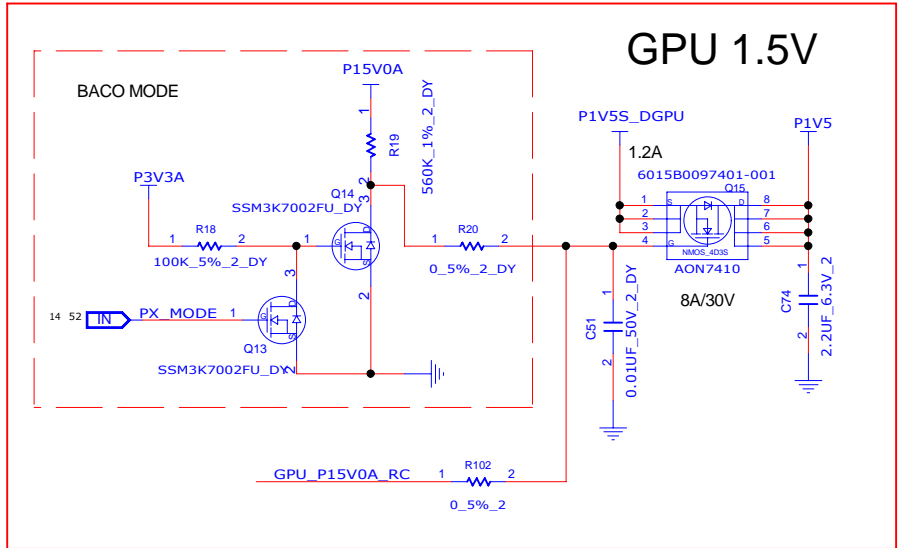 GPU 1.5V
BACO MODE
P15V0A
1
R19
560K_1%_2_DY
2
P3V3A
1
R18
2
100K_5%_2_DY
Q14
SSM3K7002FU_DY
3
D
1
G
S
2
14 52
IN
PX_MODE
1
G
3
D
S
2
Q13
SSM3K7002FU_DY
1
R20
2
0_5%_2_DY
P1V5S_DGPU
1.2A
6015B0097401-001
Q15
1
S
D
8
2
7
3
6
4
G
5
NMOS_4D3S
AON7410
8A/30V
P1V5
1
C51
2
0.01UF_50V_2_DY
1
C74
2
2.2UF_6.3V_2
GPU_P15V0A_RC
1
R102
2
0_5%_2